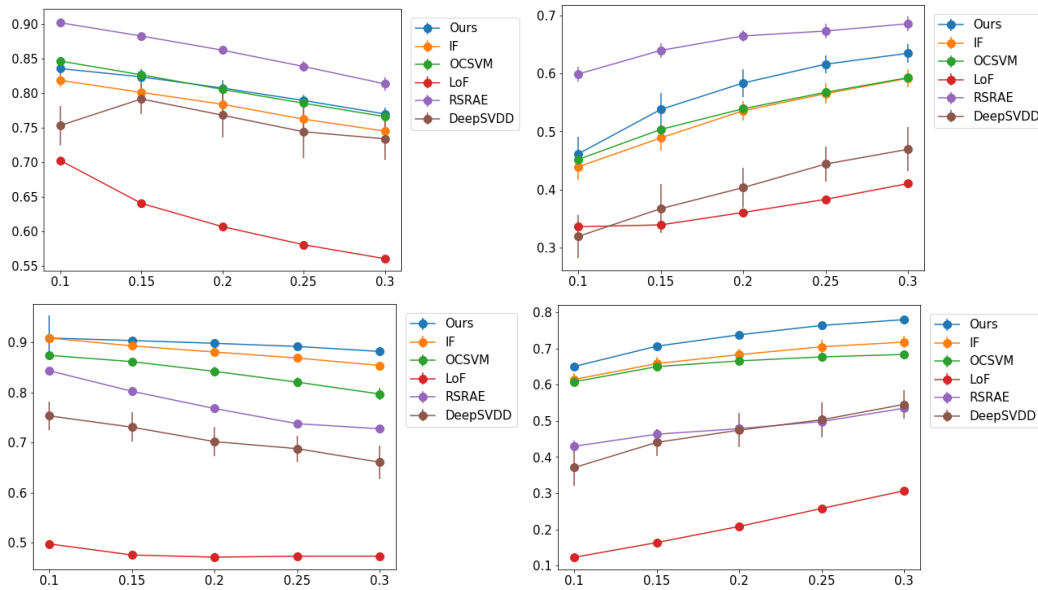 0.90
0.85
0.80
0.75
0.70
0.65
0.60
0.55
0.1 0.15 0.2 0.25 0.3
Ours
IF
OCSVM
LoF
RSRAE
DeepSVDD
0.7
0.6
0.5
0.4
0.3
0.1 0.15 0.2 0.25 0.3
Ours
IF
OCSVM
LoF
RSRAE
DeepSVDD
0.9
0.8
0.7
0.6
0.5
0.1 0.15 0.2 0.25 0.3
Ours
IF
OCSVM
LoF
RSRAE
DeepSVDD
0.8
0.7
0.6
0.5
0.4
0.3
0.2
0.1
0.1 0.15 0.2 0.25 0.3
Ours
IF
OCSVM
LoF
RSRAE
DeepSVDD